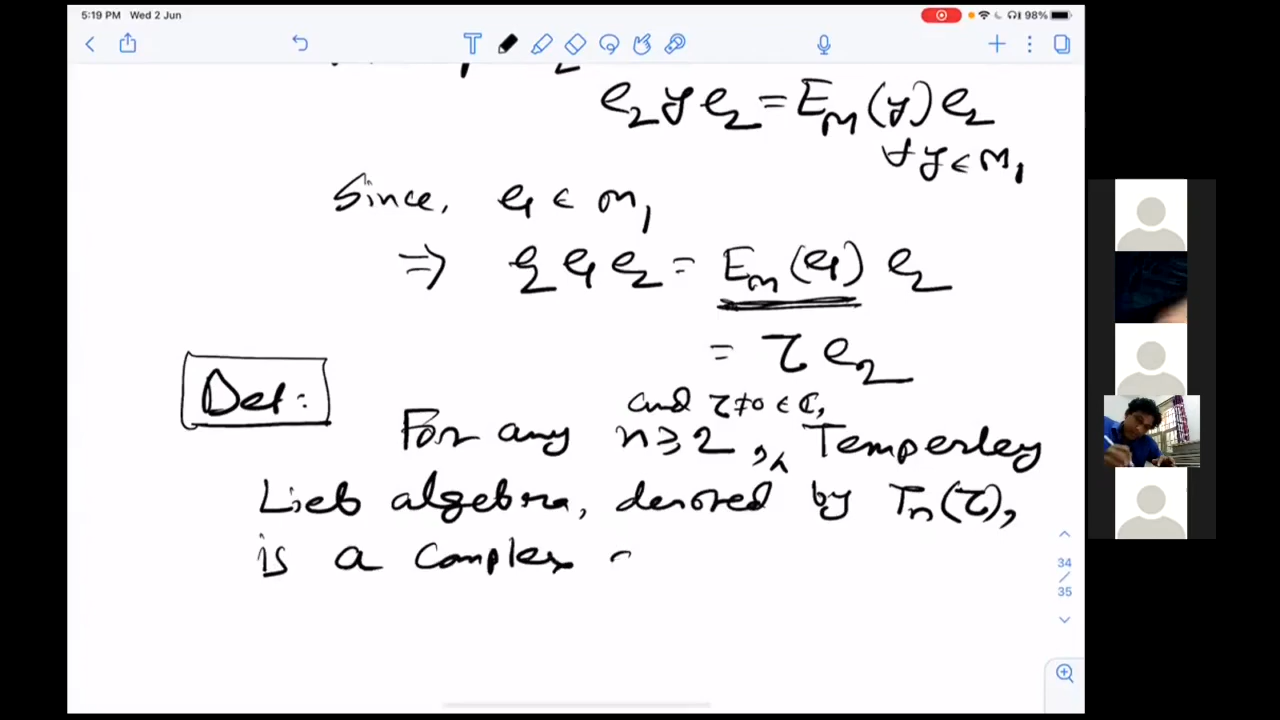 5:19 PM Wed 2 Jun
98%
e₂ y e₂ = E_M (y) e₂
∀ y ∈ M₁
Since, e₁ ∈ M₁
⇒ e₂ e₁ e₂ = E_M (e₁) e₂
= τ e₂
Def:
and τ ≠ 0 ∈ ℂ,
For any n ≥ 2, Temperley
Lieb algebra, denoted by Tₙ(τ),
is a complex
34
/
35